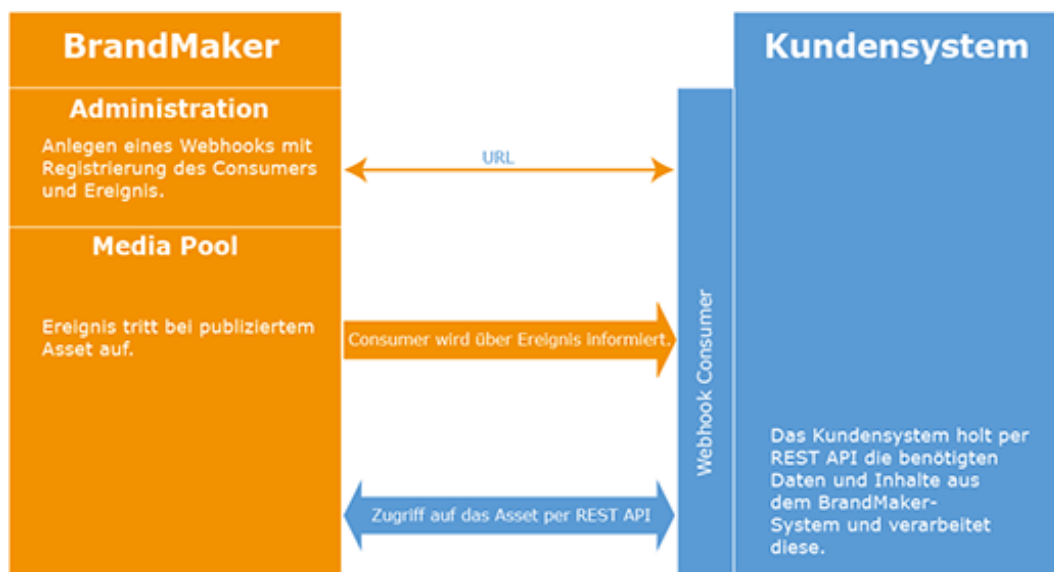 BrandMaker
Administration
Anlegen eines Webhooks mit
Registrierung des Consumers
und Ereignis.
URL
Media Pool
Ereignis tritt bei publiziertem
Asset auf.
Consumer wird über Ereignis informiert.
Zugriff auf das Asset per REST API
Webhook Consumer
Kundensystem
Das Kundensystem holt per
REST API die benötigten
Daten und Inhalte aus
dem BrandMaker-
System und verarbeitet
diese.